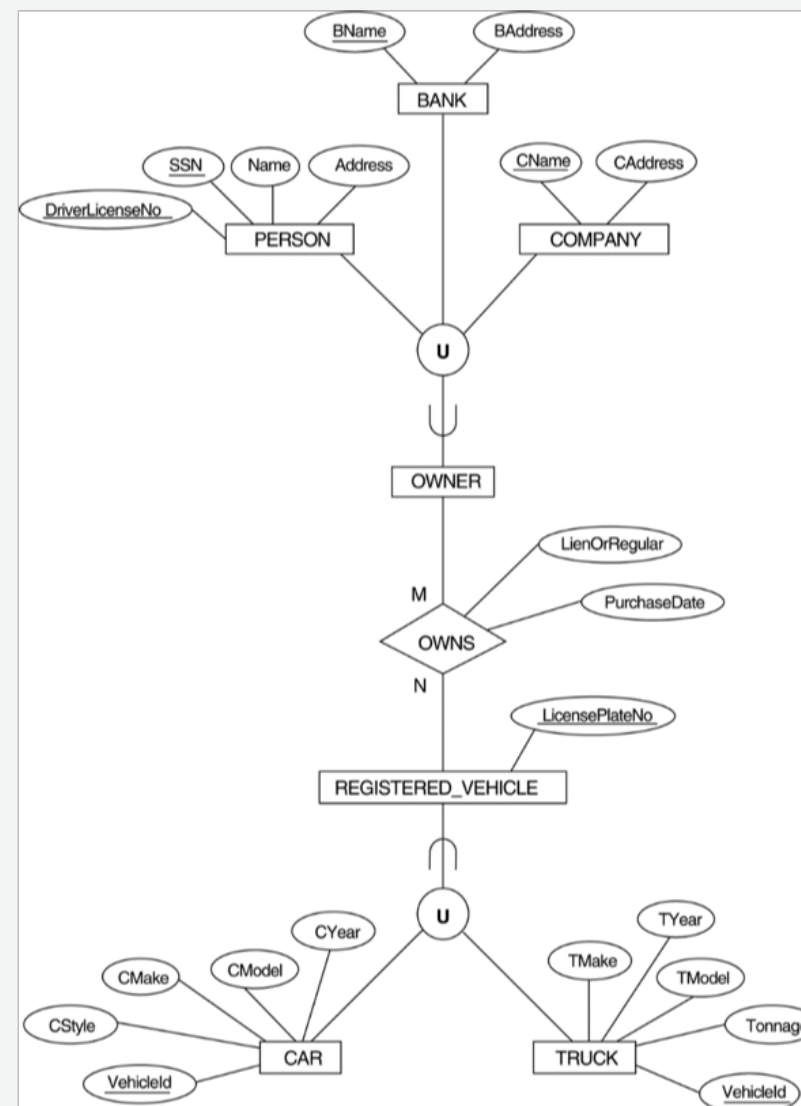 BName BAddress
BANK
SSN Name Address CName CAddress
DriverLicenseNo
PERSON COMPANY
U
OWNER
LienOrRegular
M PurchaseDate
OWNS
N
LicensePlateNo
REGISTERED_VEHICLE
U
CYear TYear
CModel TMake
CMake TModel
CStyle Tonnag
CAR TRUCK
VehicleId VehicleId